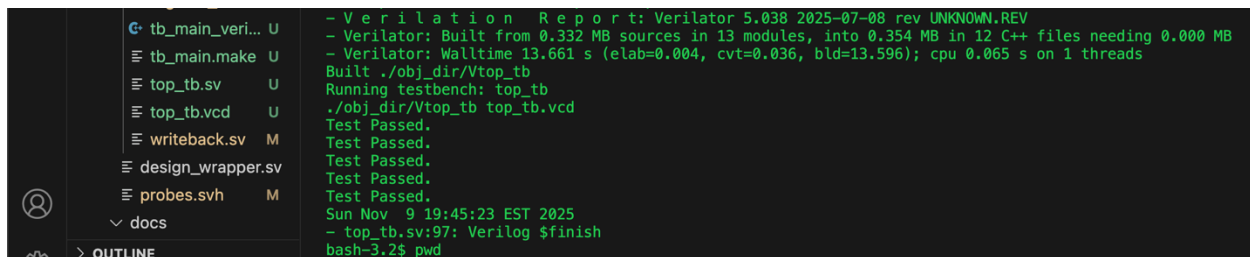 tb_main_veri... U
tb_main.make U
top_tb.sv U
top_tb.vcd U
writeback.sv M
design_wrapper.sv
probes.svh M
docs
OUTLINE
- V e r i l a t i o n   R e p o r t: Verilator 5.038 2025-07-08 rev UNKNOWN.REV
- Verilator: Built from 0.332 MB sources in 13 modules, into 0.354 MB in 12 C++ files needing 0.000 MB
- Verilator: Walltime 13.661 s (elab=0.004, cvt=0.036, bld=13.596); cpu 0.065 s on 1 threads
Built ./obj_dir/Vtop_tb
Running testbench: top_tb
./obj_dir/Vtop_tb top_tb.vcd
Test Passed.
Test Passed.
Test Passed.
Test Passed.
Test Passed.
Sun Nov  9 19:45:23 EST 2025
- top_tb.sv:97: Verilog $finish
bash-3.2$ pwd